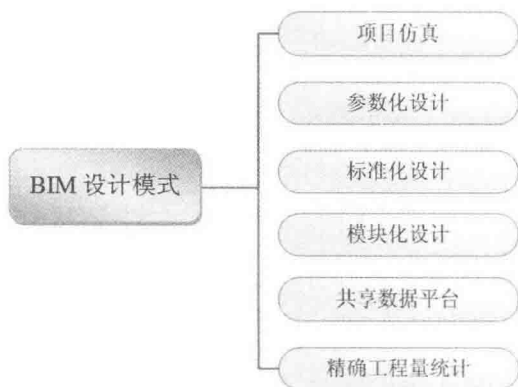 项目仿真
参数化设计
标准化设计
BIM 设计模式
模块化设计
共享数据平台
精确工程量统计